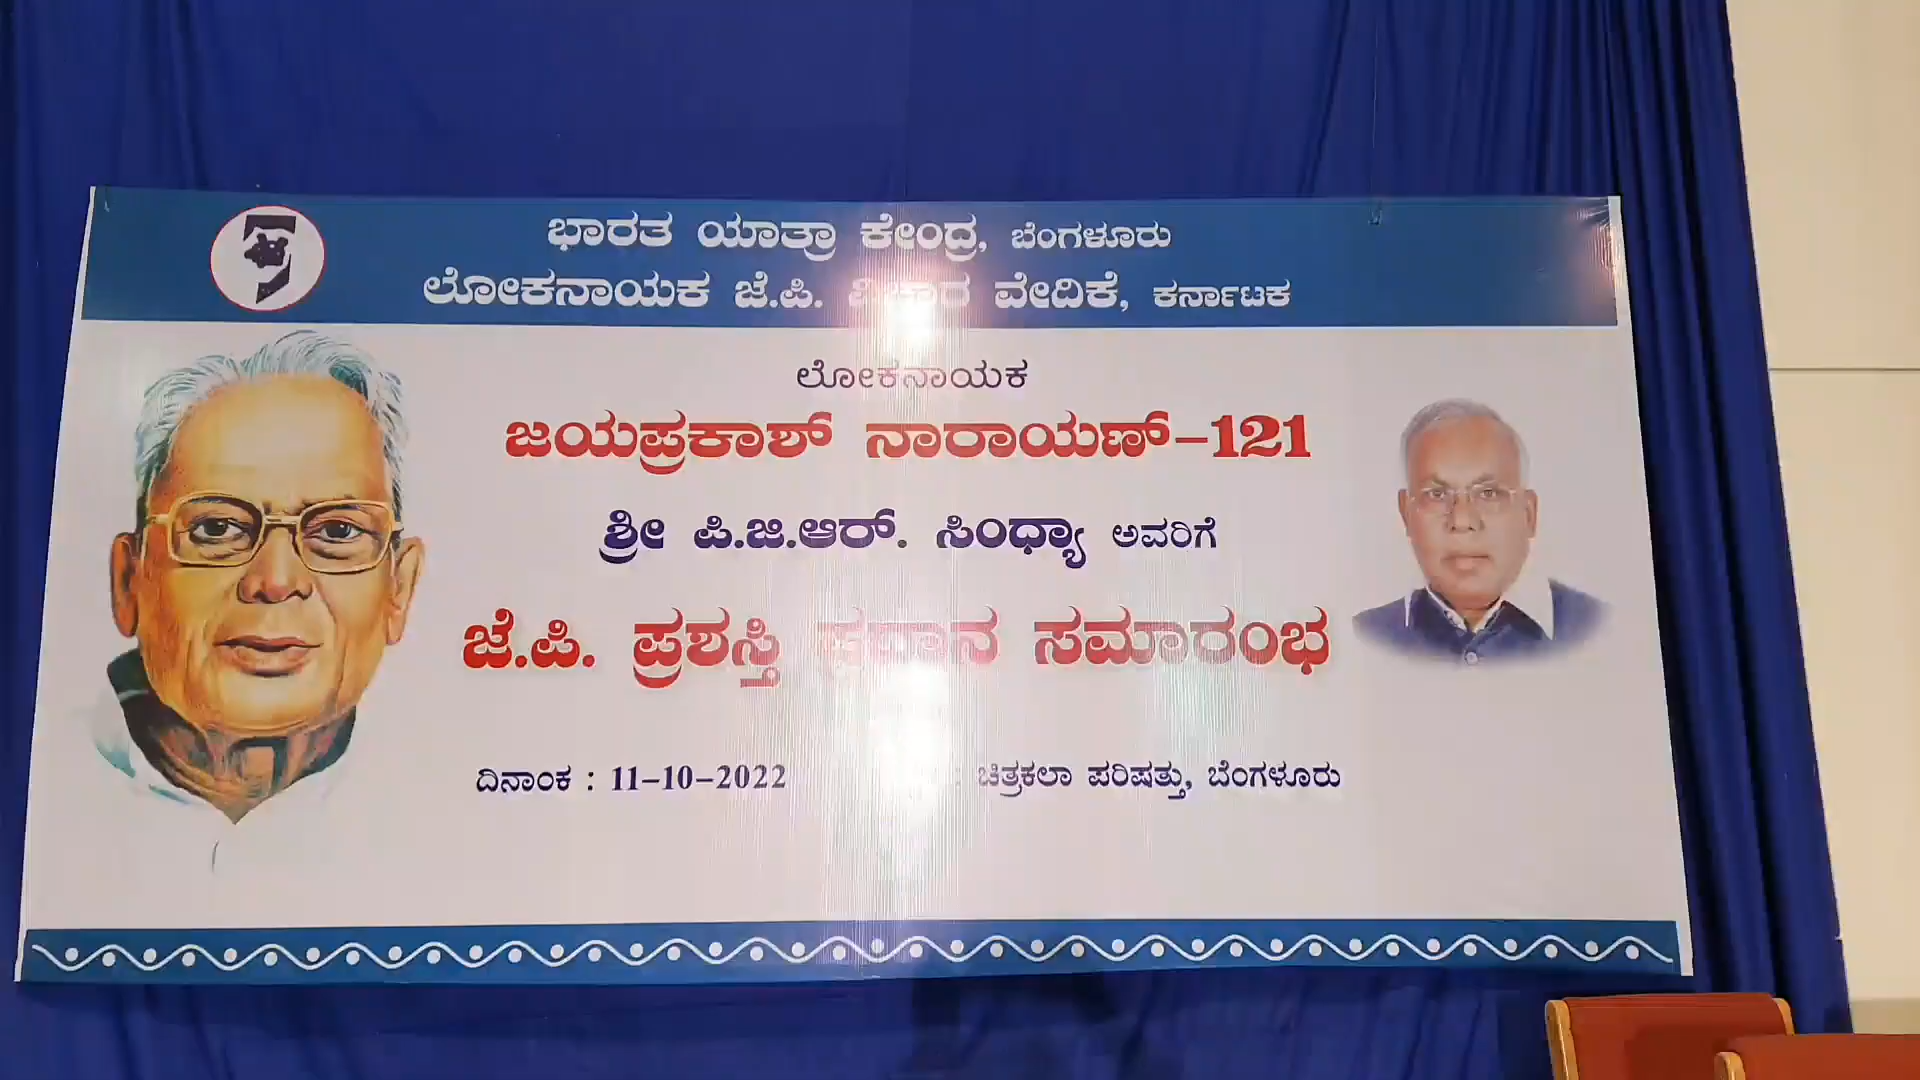 ಭಾರತ ಯಾತ್ರಾ ಕೇಂದ್ರ, ಬೆಂಗಳೂರು
ಲೋಕನಾಯಕ ಜೆ.ಪಿ. ವಿಚಾರ ವೇದಿಕೆ, ಕರ್ನಾಟಕ
ಲೋಕನಾಯಕ
ಜಯಪ್ರಕಾಶ್ ನಾರಾಯಣ್-121
ಶ್ರೀ ಪಿ.ಜಿ.ಆರ್. ಸಿಂಧ್ಯಾ ಅವರಿಗೆ
ಜೆ.ಪಿ. ಪ್ರಶಸ್ತಿ ಪ್ರದಾನ ಸಮಾರಂಭ
ದಿನಾಂಕ : 11-10-2022 : ಚಿತ್ರಕಲಾ ಪರಿಷತ್ತು, ಬೆಂಗಳೂರು